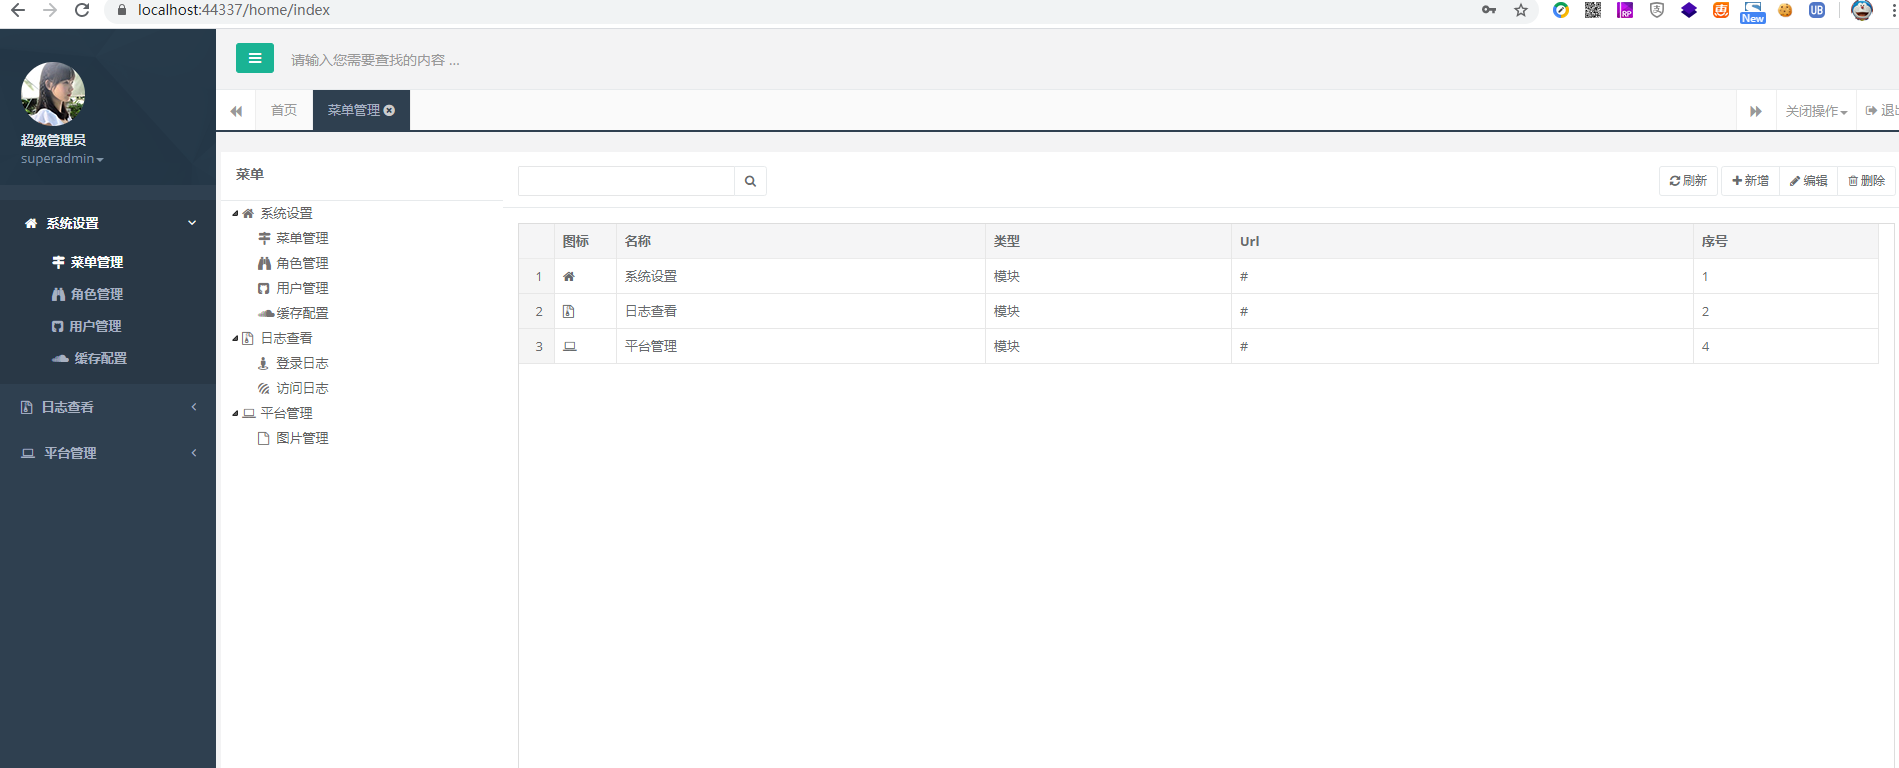 localhost:44337/home/index
RP
支
惠
New
UB
请输入您需要查找的内容 ...
超级管理员
superadmin
首页
菜单管理
关闭操作
退出
系统设置
菜单管理
角色管理
用户管理
缓存配置
日志查看
平台管理
菜单
系统设置
菜单管理
角色管理
用户管理
缓存配置
日志查看
登录日志
访问日志
平台管理
图片管理
刷新 新增 编辑 删除
图标 名称 类型 Url 序号
1 系统设置 模块 # 1
2 日志查看 模块 # 2
3 平台管理 模块 # 4